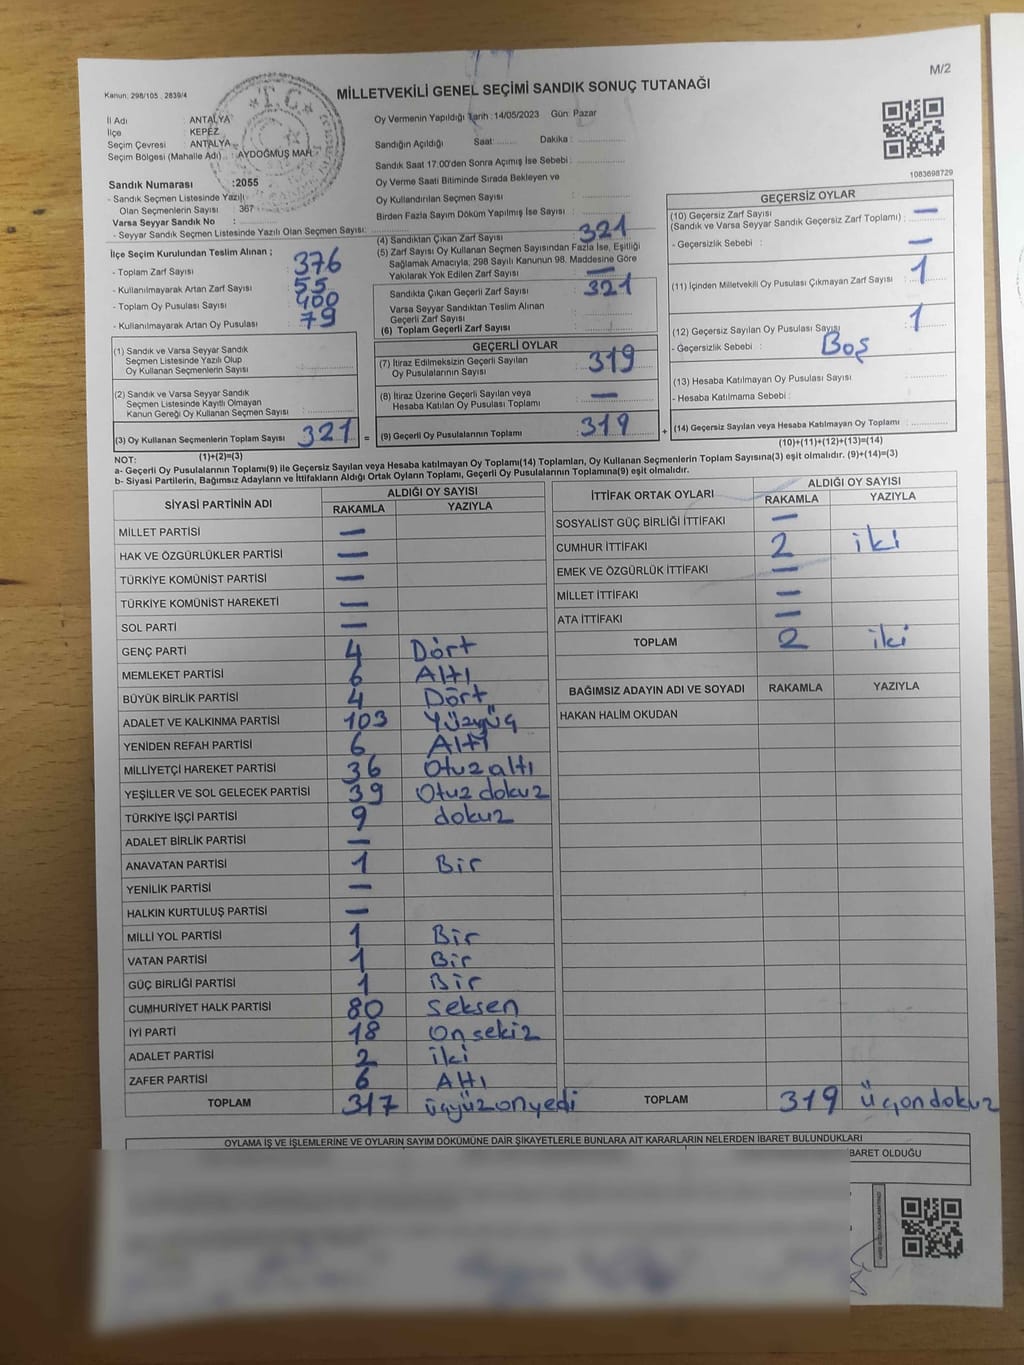 M/2
Kanun: 298/105, 2839/4
MİLLETVEKİLİ GENEL SEÇİMİ SANDIK SONUÇ TUTANAĞI
İl Adı : ANTALYA
İlçe : KEPEZ
Seçim Çevresi : ANTALYA
Seçim Bölgesi (Mahalle Adı) : AYDOĞMUŞ MAH.
Sandık Numarası :2055
- Sandık Seçmen Listesinde Yazılı
Olan Seçmenlerin Sayısı : 367
Varsa Seyyar Sandık No :
- Seyyar Sandık Seçmen Listesinde Yazılı Olan Seçmen Sayısı:
Oy Vermenin Yapıldığı Tarih : 14/05/2023 Gün: Pazar
Sandığın Açıldığı Saat: Dakika :
Sandık Saat 17:00'den Sonra Açımış İse Sebebi :
Oy Verme Saati Bitiminde Sırada Bekleyen ve
Oy Kullandırılan Seçmen Sayısı :
Birden Fazla Sayım Döküm Yapılmış İse Sayısı :
1083698729
İlçe Seçim Kurulundan Teslim Alınan ;
- Toplam Zarf Sayısı : 376
- Kullanılmayarak Artan Zarf Sayısı : 55
- Toplam Oy Pusulası Sayısı : 400
- Kullanılmayarak Artan Oy Pusulası : 79
(1) Sandık ve Varsa Seyyar Sandık
Seçmen Listesinde Yazılı Olup
Oy Kullanan Seçmenlerin Sayısı :
(2) Sandık ve Varsa Seyyar Sandık
Seçmen Listesinde Kayıtlı Olmayan
Kanun Gereği Oy Kullanan Seçmen Sayısı :
(3) Oy Kullanan Seçmenlerin Toplam Sayısı : 321 =
(1)+(2)=(3)
(4) Sandıktan Çıkan Zarf Sayısı : 321
(5) Zarf Sayısı Oy Kullanan Seçmen Sayısından Fazla İse, Eşitliği
Sağlamak Amacıyla, 298 Sayılı Kanunun 98. Maddesine Göre
Yakılarak Yok Edilen Zarf Sayısı : —
Sandıkta Çıkan Geçerli Zarf Sayısı : 321
Varsa Seyyar Sandıktan Teslim Alınan
Geçerli Zarf Sayısı :
(6) Toplam Geçerli Zarf Sayısı :
GEÇERLİ OYLAR
(7) İtiraz Edilmeksizin Geçerli Sayılan
Oy Pusulalarının Sayısı : 319
(8) İtiraz Üzerine Geçerli Sayılan veya
Hesaba Katılan Oy Pusulası Toplamı : —
(9) Geçerli Oy Pusulalarının Toplamı : 319 +
GEÇERSİZ OYLAR
(10) Geçersiz Zarf Sayısı
(Sandık ve Varsa Seyyar Sandık Geçersiz Zarf Toplamı) : —
- Geçersizlik Sebebi : —
(11) İçinden Milletvekili Oy Pusulası Çıkmayan Zarf Sayısı : 1
(12) Geçersiz Sayılan Oy Pusulası Sayısı : 1
- Geçersizlik Sebebi : Boş
(13) Hesaba Katılmayan Oy Pusulası Sayısı :
- Hesaba Katılmama Sebebi :
(14) Geçersiz Sayılan veya Hesaba Katılmayan Oy Toplamı :
(10)+(11)+(12)+(13)=(14)
NOT:
a- Geçerli Oy Pusulalarının Toplamı(9) ile Geçersiz Sayılan veya Hesaba katılmayan Oy Toplamı(14) Toplamları, Oy Kullanan Seçmenlerin Toplam Sayısına(3) eşit olmalıdır. (9)+(14)=(3)
b- Siyasi Partilerin, Bağımsız Adayların ve İttifakların Aldığı Ortak Oyların Toplamı, Geçerli Oy Pusulalarının Toplamına(9) eşit olmalıdır.
SİYASİ PARTİNİN ADI ALDIĞI OY SAYISI
RAKAMLA YAZIYLA
MİLLET PARTİSİ —
HAK VE ÖZGÜRLÜKLER PARTİSİ —
TÜRKİYE KOMÜNİST PARTİSİ —
TÜRKİYE KOMÜNİST HAREKETİ —
SOL PARTİ —
GENÇ PARTİ 4 Dört
MEMLEKET PARTİSİ 6 Altı
BÜYÜK BİRLİK PARTİSİ 4 Dört
ADALET VE KALKINMA PARTİSİ 103 Yüzüç
YENİDEN REFAH PARTİSİ 6 Altı
MİLLİYETÇİ HAREKET PARTİSİ 36 Otuzaltı
YEŞİLLER VE SOL GELECEK PARTİSİ 39 Otuzdokuz
TÜRKİYE İŞÇİ PARTİSİ 9 dokuz
ADALET BİRLİK PARTİSİ —
ANAVATAN PARTİSİ 1 Bir
YENİLİK PARTİSİ —
HALKIN KURTULUŞ PARTİSİ —
MİLLİ YOL PARTİSİ 1 Bir
VATAN PARTİSİ 1 Bir
GÜÇ BİRLİĞİ PARTİSİ 1 Bir
CUMHURİYET HALK PARTİSİ 80 seksen
İYİ PARTİ 18 Onsekiz
ADALET PARTİSİ 2 iki
ZAFER PARTİSİ 6 Altı
TOPLAM 317 üçyüzonyedi
İTTİFAK ORTAK OYLARI ALDIĞI OY SAYISI
RAKAMLA YAZIYLA
SOSYALİST GÜÇ BİRLİĞİ İTTİFAKI —
CUMHUR İTTİFAKI 2 iki
EMEK VE ÖZGÜRLÜK İTTİFAKI —
MİLLET İTTİFAKI —
ATA İTTİFAKI —
TOPLAM 2 iki
BAĞIMSIZ ADAYIN ADI VE SOYADI RAKAMLA YAZIYLA
HAKAN HALİM OKUDAN
TOPLAM 319 üçondokuz
OYLAMA İŞ VE İŞLEMLERİNE VE OYLARIN SAYIM DÖKÜMÜNE DAİR ŞİKAYETLERLE BUNLARA AİT KARARLARIN NELERDEN İBARET BULUNDUKLARI
BARET OLDUĞU